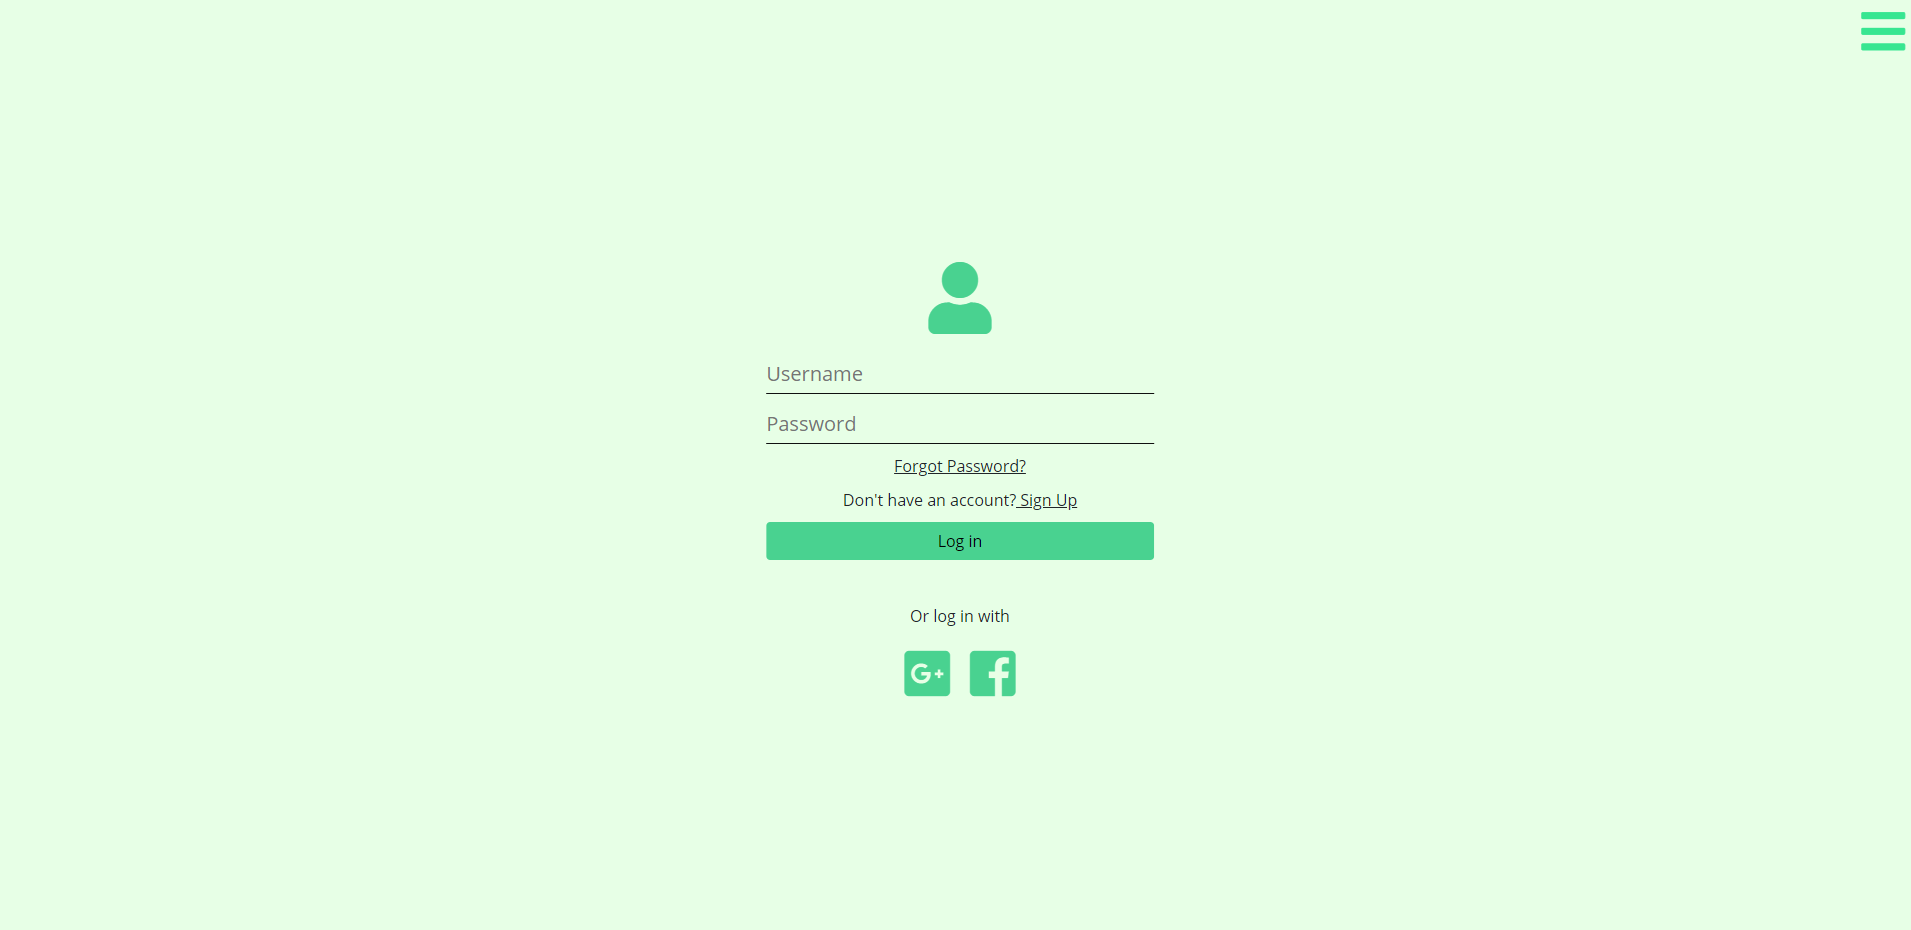 Username
Password
Forgot Password?
Don't have an account? Sign Up
Log in
Or log in with
G+